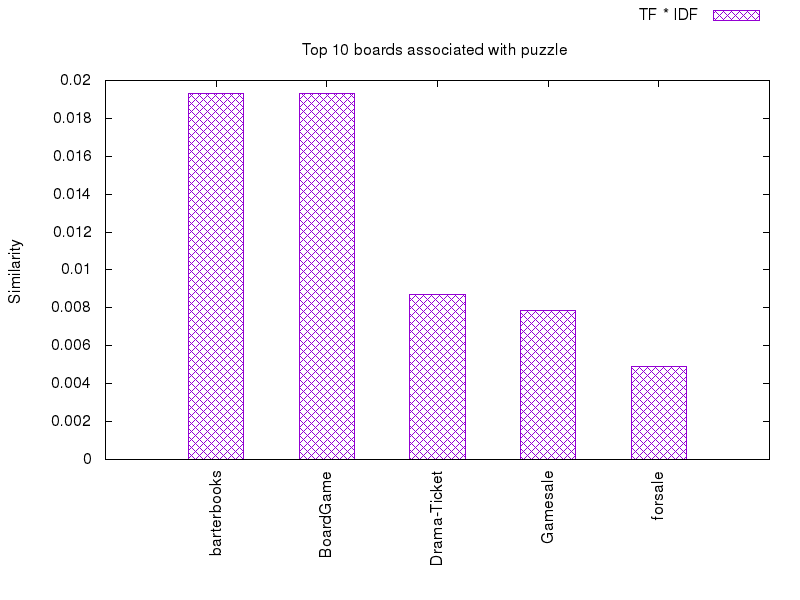 TF * IDF
Top 10 boards associated with puzzle
0.02
0.018
0.016
0.014
0.012
0.01
0.008
0.006
0.004
0.002
0
Similarity
barterbooks
BoardGame
Drama-Ticket
Gamesale
forsale